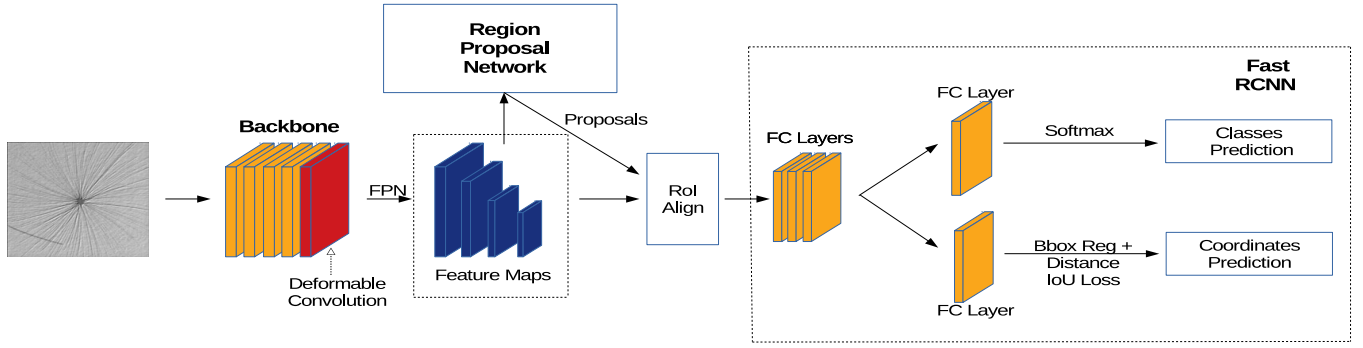 Region
Proposal
Network
Fast
RCNN
Backbone
Proposals
FC Layers
FC Layer
Softmax
Classes
Prediction
FPN
RoI
Align
Feature Maps
Deformable
Convolution
Bbox Reg +
Distance
IoU Loss
Coordinates
Prediction
FC Layer